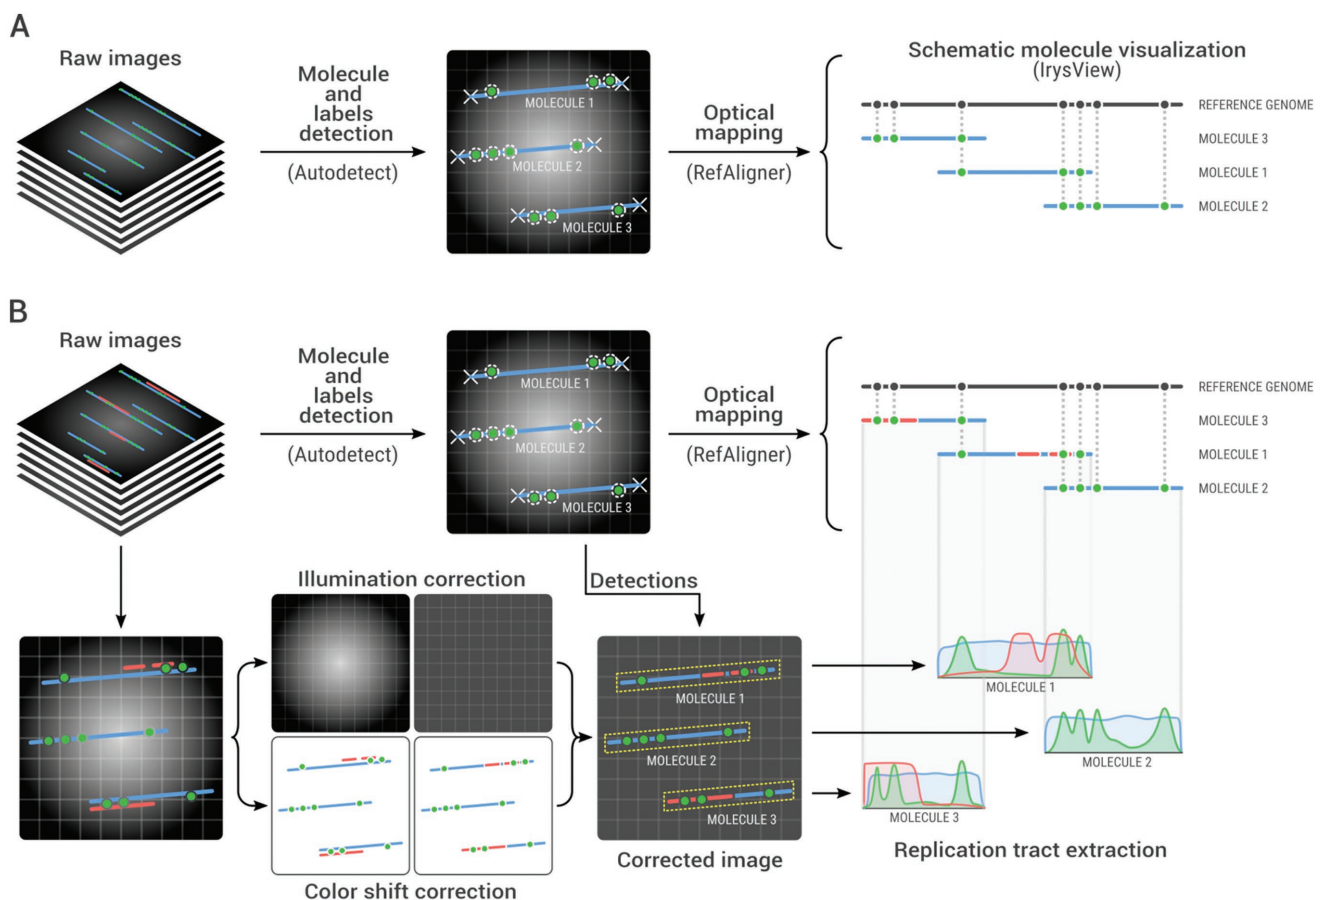 A
Raw images
Molecule
and
labels
detection
(Autodetect)
MOLECULE 1
MOLECULE 2
MOLECULE 3
Optical
mapping
(RefAligner)
Schematic molecule visualization
(IrysView)
REFERENCE GENOME
MOLECULE 3
MOLECULE 1
MOLECULE 2
B
Raw images
Molecule
and
labels
detection
(Autodetect)
MOLECULE 1
MOLECULE 2
MOLECULE 3
Optical
mapping
(RefAligner)
REFERENCE GENOME
MOLECULE 3
MOLECULE 1
MOLECULE 2
Illumination correction
Detections
Color shift correction
MOLECULE 1
MOLECULE 2
MOLECULE 3
Corrected image
MOLECULE 1
MOLECULE 2
MOLECULE 3
Replication tract extraction